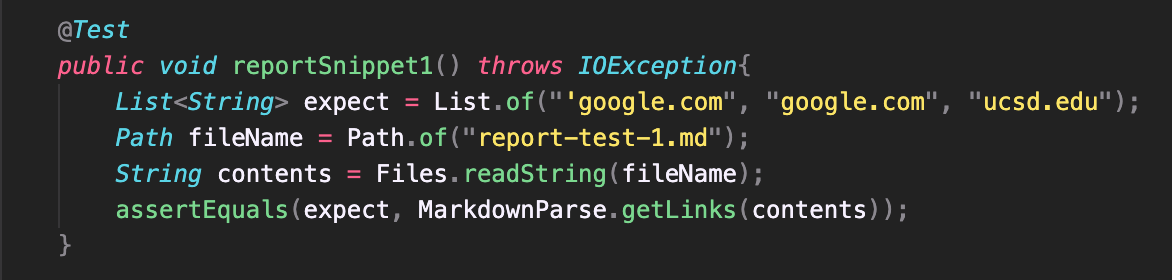 @Test
public void reportSnippet1() throws IOException{
List<String> expect = List.of("'google.com", "google.com", "ucsd.edu");
Path fileName = Path.of("report-test-1.md");
String contents = Files.readString(fileName);
assertEquals(expect, MarkdownParse.getLinks(contents));
}